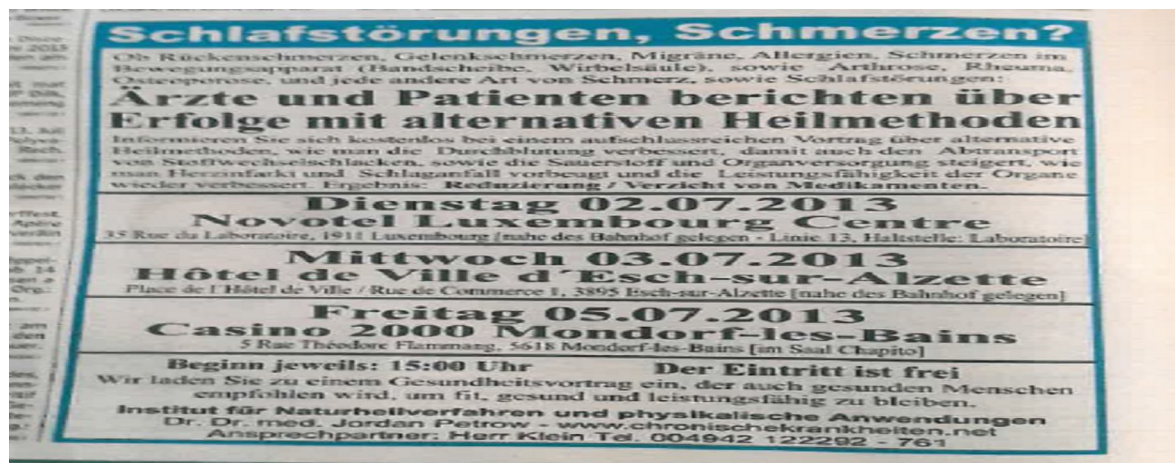 Schlafstörungen, Schmerzen?
Ob Rückenschmerzen, Gelenkschmerzen, Migräne, Allergien, Schmerzen im
Bewegungsapparat (Bandscheibe, Wirbelsäule), sowie Arthrose, Rheuma,
Osteoporose, und jede andere Art von Schmerz, sowie Schlafstörungen:
Ärzte und Patienten berichten über
Erfolge mit alternativen Heilmethoden
Informieren Sie sich kostenlos bei einem aufschlussreichen Vortrag über alternative
Heilmethoden, wie man die Duchblutung verbessert, damit auch den Abtransport
von Stoffwechselschlacken, sowie die Sauerstoff und Organversorgung steigert, wie
man Herzinfarkt und Schlaganfall vorbeugt und die Leistungsfähigkeit der Organe
wieder verbessert. Ergebnis: Reduzierung / Verzicht von Medikamenten.
Dienstag 02.07.2013
Novotel Luxembourg Centre
35 Rue du Laboratoire, 1911 Luxembourg [nahe des Bahnhof gelegen - Linie 13, Haltstelle: Laboratoire]
Mittwoch 03.07.2013
Hôtel de Ville d´Esch-sur-Alzette
Place de l'Hôtel de Ville / Rue de Commerce 1, 3895 Esch-sur-Alzette [nahe des Bahnhof gelegen]
Freitag 05.07.2013
Casino 2000 Mondorf-les-Bains
5 Rue Théodore Flammang, 5618 Mondorf-les-Bains [im Saal Chapito]
Beginn jeweils: 15:00 Uhr Der Eintritt ist frei
Wir laden Sie zu einem Gesundheitsvortrag ein, der auch gesunden Menschen
empfohlen wird, um fit, gesund und leistungsfähig zu bleiben.
Institut für Naturheilverfahren und physikalische Anwendungen
Dr. Dr. med. Jordan Petrow - www.chronischekrankheiten.net
Ansprechpartner: Herr Klein Tel. 004942 122292 - 761